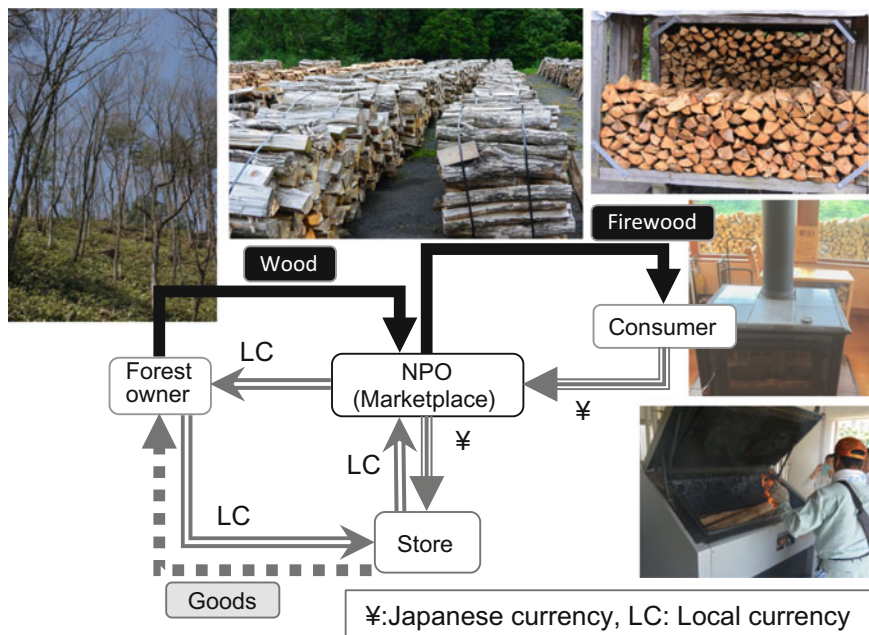 Firewood
Wood
Consumer
LC
Forest
owner
NPO
(Marketplace)
¥
¥
LC
LC
Store
Goods
¥:Japanese currency, LC: Local currency